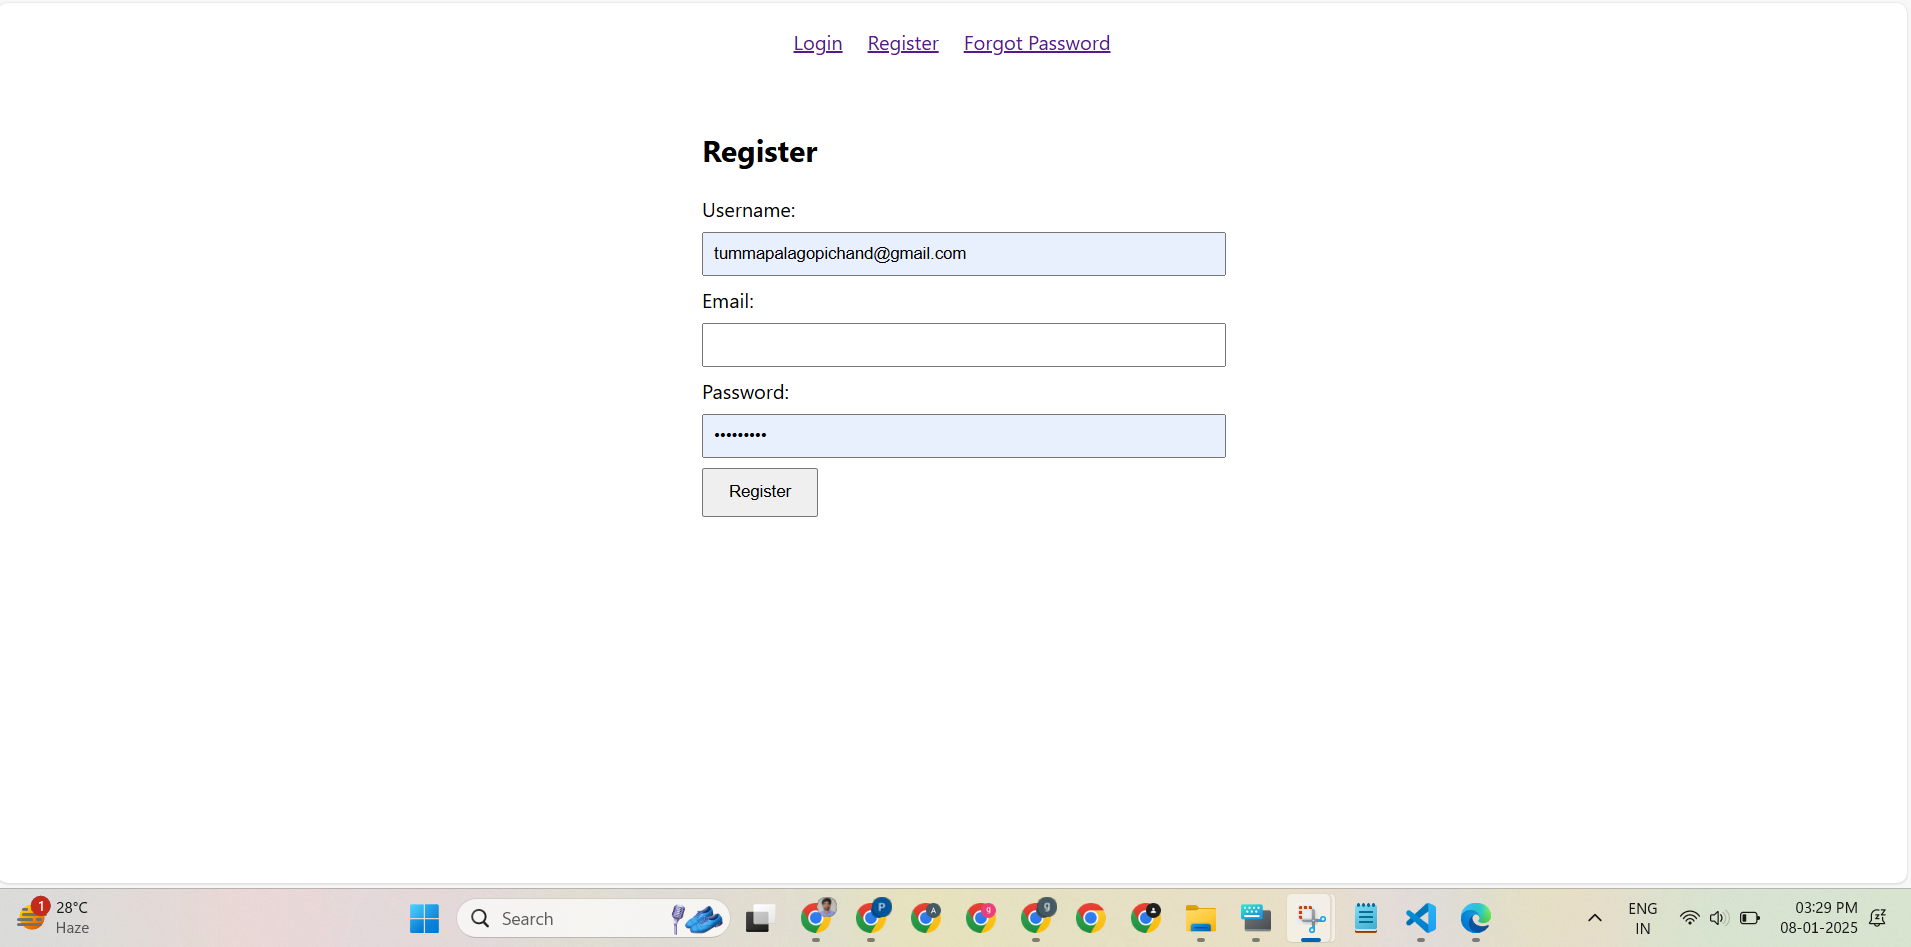 Login Register Forgot Password
Register
Username:
tummapalagopichand@gmail.com
Email:
Password:
•••••••••
Register
1
28°C
Haze
Search
P
A
g
g
ENG
IN
03:29 PM
08-01-2025